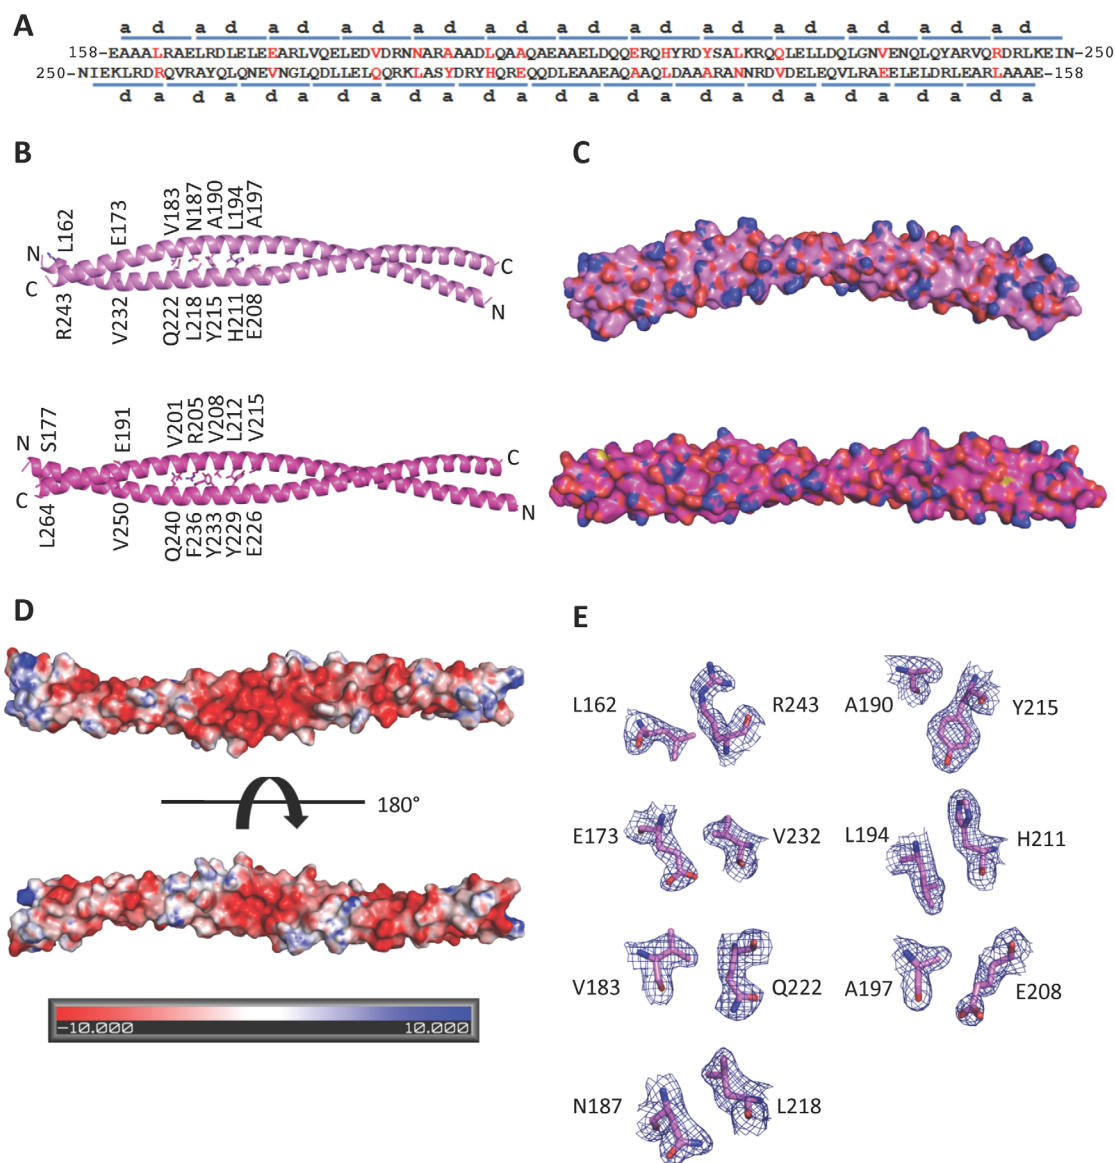 A
a d a d a d a d a d a d a d a d a d a d a d a d a d
158-EAAALRAELRDLELEEARLVQELEDVDRNNARAAADLQAAQAEAAELDQQERQHYRDYSALKRQQLELLDQLGNVENQLQYARVQRDRLKEIN-250
250-NIEKLRDRQVRAYQLQNEVNGLQDLLELQQRKLASYDRYHQREQQDLEAAEAQAAQLDAAARANNRDVDELEQVLRAEELELDRLEARLAAAE-158
d a d a d a d a d a d a d a d a d a d a d a d a d a
B
L162 E173 V183 N187 A190 L194 A197
N C
C N
R243 V232 Q222 L218 Y215 H211 E208
S177 E191 V201 R205 V208 L212 V215
N C
C N
L264 V250 Q240 F236 Y233 Y229 E226
C
D
180°
-10.000 10.000
E
L162 R243 A190 Y215
E173 V232 L194 H211
V183 Q222 A197 E208
N187 L218